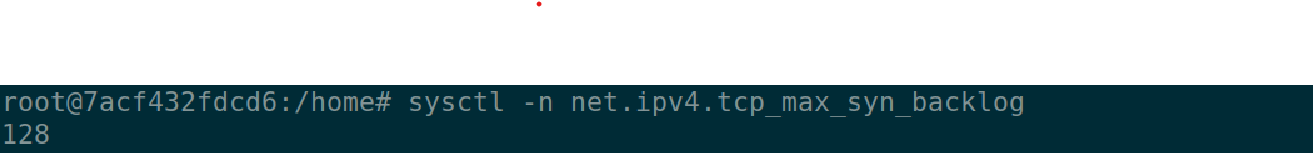 root@7acf432fdcd6:/home# sysctl -n net.ipv4.tcp_max_syn_backlog
128